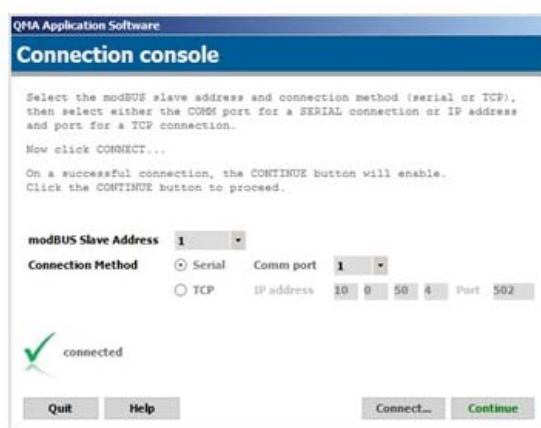 QMA Application Software
Connection console
Select the modBUS slave address and connection method (serial or TCP),
then select either the COMM port for a SERIAL connection or IP address
and port for a TCP connection.
Now click CONNECT...
On a successful connection, the CONTINUE button will enable.
Click the CONTINUE button to proceed.
modBUS Slave Address 1
Connection Method Serial Comm port 1
TCP IP address 10 0 50 4 Port 502
connected
Quit Help Connect... Continue